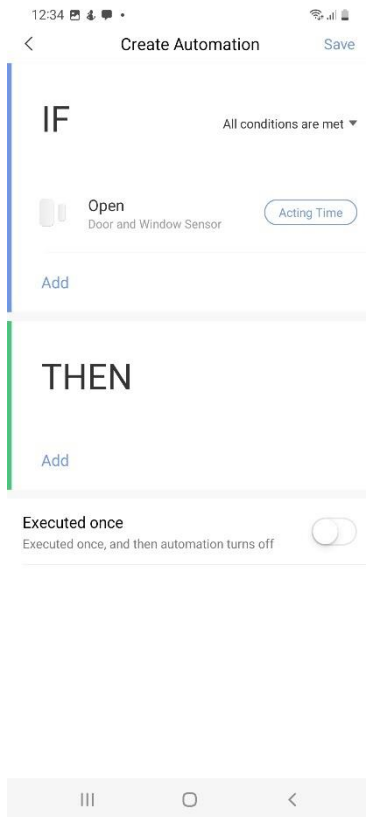 12:34
Create Automation
Save
IF
All conditions are met
Open
Door and Window Sensor
Acting Time
Add
THEN
Add
Executed once
Executed once, and then automation turns off